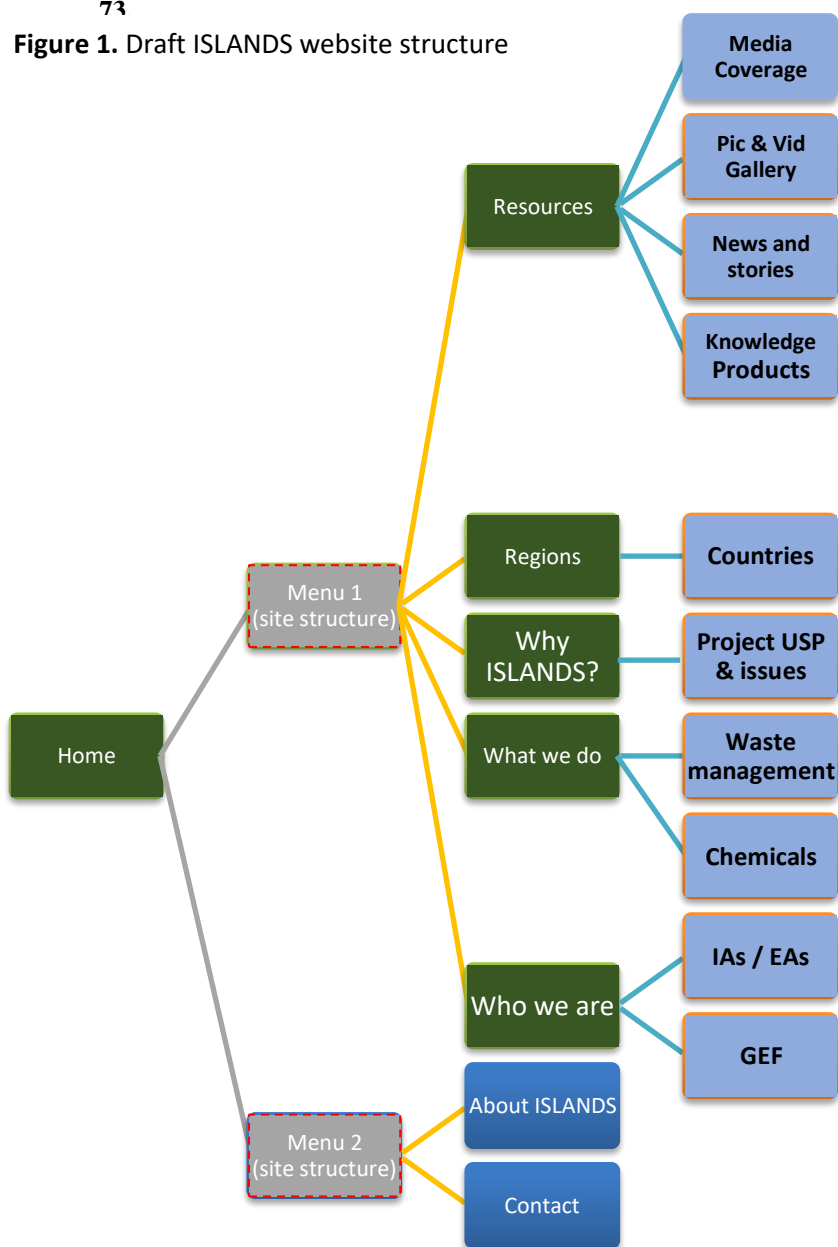 73
Figure 1. Draft ISLANDS website structure
Media
Coverage
Pic & Vid
Gallery
Resources
News and
stories
Knowledge
Products
Regions
Countries
Menu 1
(site structure)
Why
ISLANDS?
Project USP
& issues
Home
What we do
Waste
management
Chemicals
IAs / EAs
Who we are
GEF
About ISLANDS
Menu 2
(site structure)
Contact